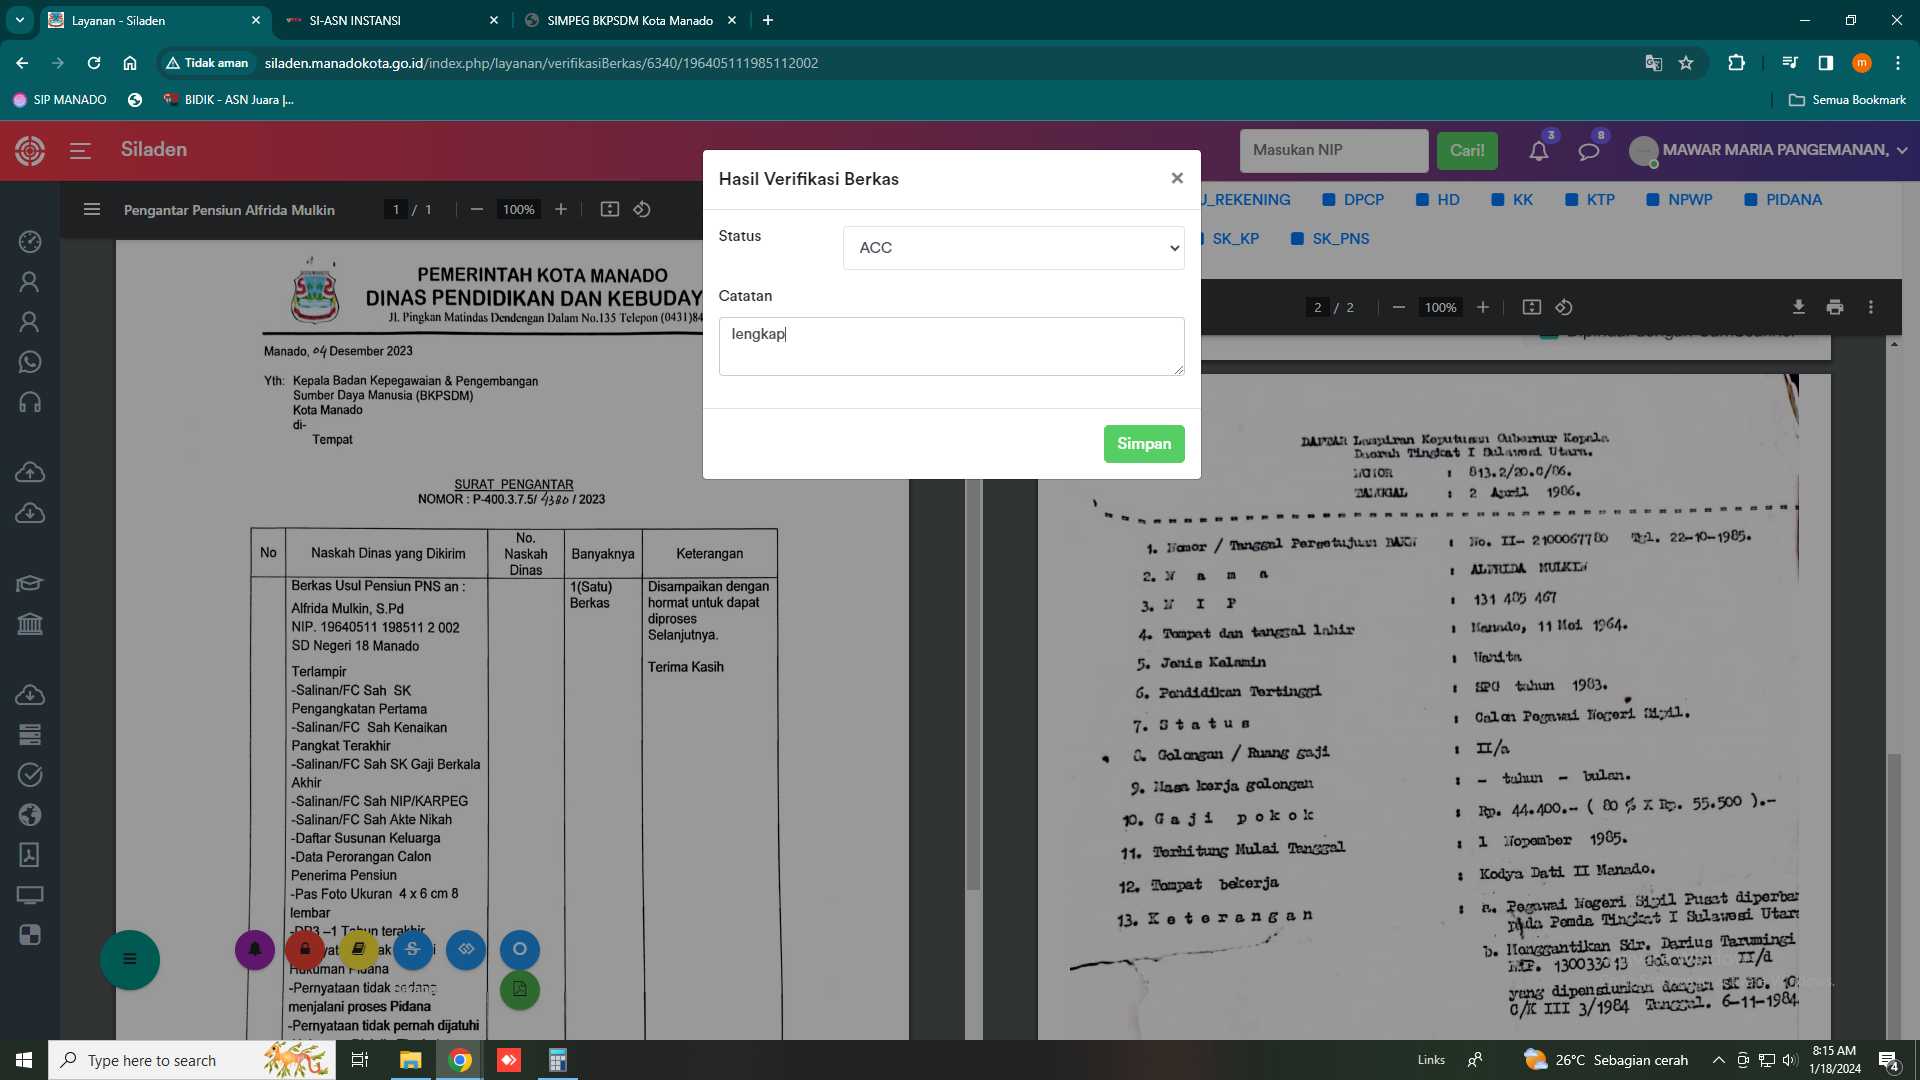 Layanan - Siladen
SI-ASN INSTANSI
SIMPEG BKPSDM Kota Manado
Tidak aman
siladen.manadokota.go.id/index.php/layanan/verifikasiBerkas/6340/196405111985112002
m
SIP MANADO
BIDIK - ASN Juara |...
Semua Bookmark
Siladen
Masukan NIP
Cari!
3
8
MAWAR MARIA PANGEMANAN,
Pengantar Pensiun Alfrida Mulkin
1 / 1
100%
U_REKENING
DPCP
HD
KK
KTP
NPWP
PIDANA
SK_KP
SK_PNS
2 / 2
100%
Hasil Verifikasi Berkas
Status
ACC
Catatan
lengkap
Simpan
PEMERINTAH KOTA MANADO
DINAS PENDIDIKAN DAN KEBUDAY
Jl. Pingkan Matindas Dendengan Dalam No.135 Telepon (0431)84
Manado, 04 Desember 2023
Yth: Kepala Badan Kepegawaian & Pengembangan
Sumber Daya Manusia (BKPSDM)
Kota Manado
di-
Tempat
SURAT PENGANTAR
NOMOR : P-400.3.7.5/ 4380 / 2023
No
Naskah Dinas yang Dikirim
No.
Naskah
Dinas
Banyaknya
Keterangan
Berkas Usul Pensiun PNS an :
Alfrida Mulkin, S.Pd
NIP. 19640511 198511 2 002
SD Negeri 18 Manado
Terlampir
-Salinan/FC Sah SK
Pengangkatan Pertama
-Salinan/FC Sah Kenaikan
Pangkat Terakhir
-Salinan/FC Sah SK Gaji Berkala
Akhir
-Salinan/FC Sah NIP/KARPEG
-Salinan/FC Sah Akte Nikah
-Daftar Susunan Keluarga
-Data Perorangan Calon
Penerima Pensiun
-Pas Foto Ukuran 4 x 6 cm 8
lembar
-DP3 –1 Tahun terakhir
Hukuman Pidana
-Pernyataan tidak sedang
menjalani proses Pidana
-Pernyataan tidak pernah dijatuhi
1(Satu)
Berkas
Disampaikan dengan
hormat untuk dapat
diproses
Selanjutnya.
Terima Kasih
DAFTAR Lampiran Keputusan Gubernur Kepala
Daerah Tingkat I Sulawesi Utara.
NOMOR : 813.2/20.C/86.
TANGGAL : 2 April 1986.
1. Nomor / Tanggal Persetujuan BAKN : No. II- 2100067780 Tgl. 22-10-1985.
2. N a m a : ALFRIDA MULKIN
3. N I P : 131 485 467
4. Tempat dan tanggal lahir : Manado, 11 Mei 1964.
5. Jenis Kelamin : Wanita
6. Pendidikan Tertinggi : SPG tahun 1983.
7. S t a t u s : Calon Pegawai Negeri Sipil.
8. Golongan / Ruang gaji : II/a
9. Masa kerja golongan : - tahun - bulan.
10. G a j i p o k o k : Rp. 44.400.-- ( 80 % X Rp. 55.500 ).-
11. Terhitung Mulai Tanggal : 1 Nopember 1985.
12. Tempat bekerja : Kodya Dati II Manado.
13. K e t e r a n g a n : a. Pegawai Negeri Sipil Pusat diperban
pada Pemda Tingkat I Sulawesi Utara
b. Menggantikan Sdr. Darius Tarumingi
NIP. 130033013 Golongan II/d
yang dipensiunkan dengan SK No. 10
C/K III 3/1984 Tanggal. 6-11-1984
Type here to search
Links
26°C Sebagian cerah
8:15 AM
1/18/2024
4